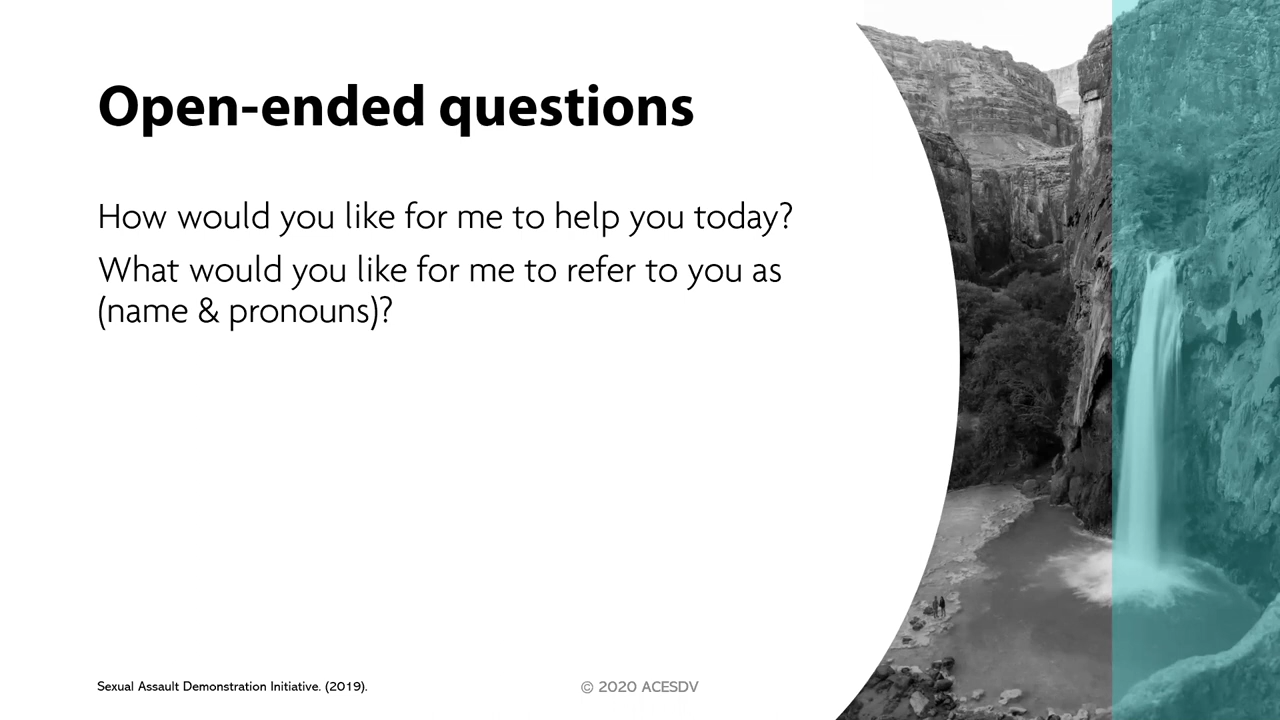 Open-ended questions
How would you like for me to help you today?
What would you like for me to refer to you as
(name & pronouns)?
Sexual Assault Demonstration Initiative. (2019).
© 2020 ACESDV